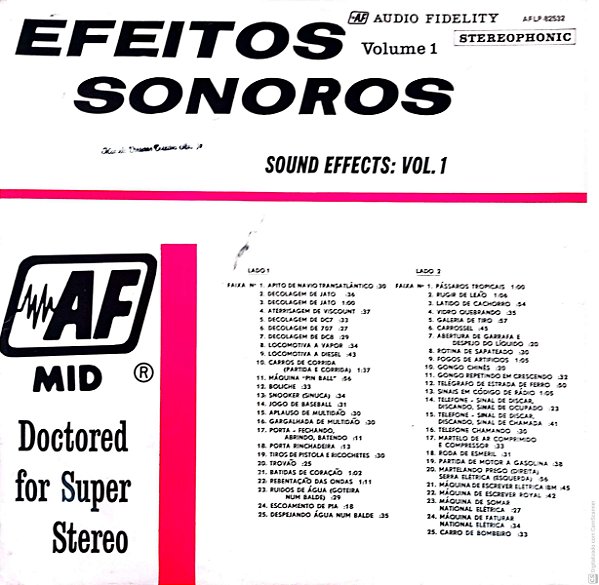 EFEITOS
SONOROS
AF AUDIO FIDELITY
AFLP-82532
Volume 1
STEREOPHONIC
SOUND EFFECTS: VOL. 1
AF
MID ®
Doctored
for Super
Stereo
LADO 1
FAIXA Nº 1. APITO DE NAVIO TRANSATLÂNTICO :30
2. DECOLAGEM DE JATO :36
3. DECOLAGEM DE JATO 1:00
4. ATERRISAGEM DE VISCOUNT :37
5. DECOLAGEM DE DC7 :33
6. DECOLAGEM DE 707 :27
7. DECOLAGEM DE DC8 :29
8. LOCOMOTIVA A VAPOR :34
9. LOCOMOTIVA A DIESEL :43
10. CARROS DE CORRIDA
(PARTIDA E CORRIDA) 1:37
11. MÁQUINA "PIN BALL" :56
12. BOLICHE :33
13. SNOOKER (SINUCA) :34
14. JOGO DE BASEBALL :31
15. APLAUSO DE MULTIDÃO :30
16. GARGALHADA DE MULTIDÃO :30
17. PORTA - FECHANDO,
ABRINDO, BATENDO :11
18. PORTA RINCHADEIRA :13
19. TIROS DE PISTOLA E RICOCHETES :30
20. TROVÃO :25
21. BATIDAS DE CORAÇÃO 1:02
22. REBENTAÇÃO DAS ONDAS 1:11
23. RUIDOS DE ÁGUA (GOTEIRA
NUM BALDE) :29
24. ESCOAMENTO DE PIA :18
25. DESPEJANDO ÁGUA NUM BALDE :35
LADO 2
FAIXA Nº 1. PÁSSAROS TROPICAIS 1:00
2. RUGIR DE LEÃO 1:06
3. LATIDO DE CACHORRO :54
4. VIDRO QUEBRANDO :35
5. GALERIA DE TIRO :57
6. CARROSSEL :45
7. ABERTURA DE GARRAFA E
DESPEJO DO LÍQUIDO :20
8. ROTINA DE SAPATEADO :30
9. FOGOS DE ARTIFICIOS 1:05
10. GONGO CHINÊS :20
11. GONGO REPETINDO EM CRESCENDO :32
12. TELÉGRAFO DE ESTRADA DE FERRO :50
13. SINAIS EM CÓDIGO DE RÁDIO 1:05
14. TELEFONE - SINAL DE DISCAR,
DISCANDO, SINAL DE OCUPADO :23
15. TELEFONE - SINAL DE DISCAR,
DISCANDO, SINAL DE CHAMADA :41
16. TELEFONE CHAMANDO :30
17. MARTELO DE AR COMPRIMIDO
E COMPRESSOR :33
18. RODA DE ESMERIL :31
19. PARTIDA DE MOTOR A GASOLINA :38
20. MARTELANDO PREGO (DIREITA)
SERRA ELÉTRICA (ESQUERDA) :56
21. MÁQUINA DE ESCREVER ELÉTRICA IBM :45
22. MÁQUINA DE ESCREVER ROYAL :42
23. MÁQUINA DE SOMAR
NATIONAL ELÉTRICA :27
24. MÁQUINA DE FATURAR
NATIONAL ELÉTRICA :34
25. CARRO DE BOMBEIRO :33
CS Digitalizado com CamScanner